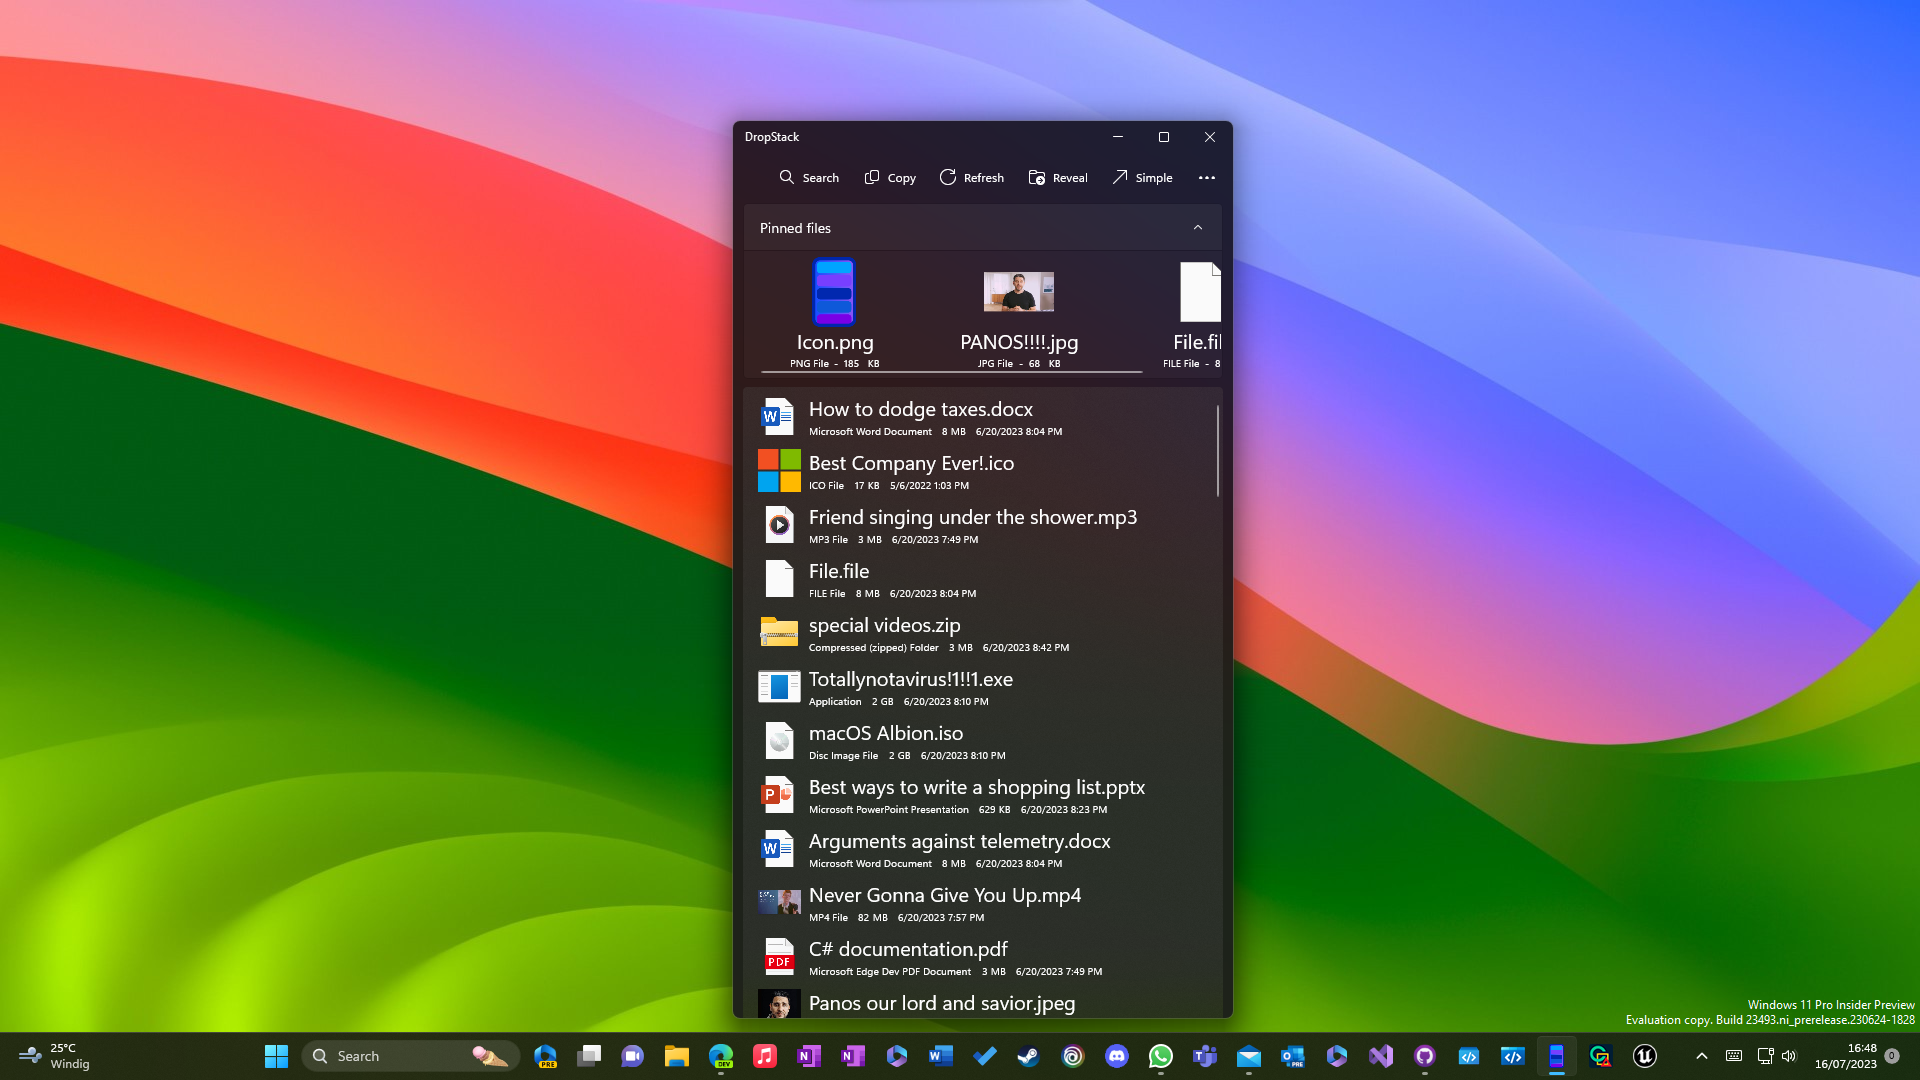 DropStack
Search Copy Refresh Reveal Simple
Pinned files
Icon.png
PNG File - 185 KB
PANOS!!!!.jpg
JPG File - 68 KB
File.fil
FILE File - 8
How to dodge taxes.docx
Microsoft Word Document 8 MB 6/20/2023 8:04 PM
Best Company Ever!.ico
ICO File 17 KB 5/6/2022 1:03 PM
Friend singing under the shower.mp3
MP3 File 3 MB 6/20/2023 7:49 PM
File.file
FILE File 8 MB 6/20/2023 8:04 PM
special videos.zip
Compressed (zipped) Folder 3 MB 6/20/2023 8:42 PM
Totallynotavirus!1!!1.exe
Application 2 GB 6/20/2023 8:10 PM
macOS Albion.iso
Disc Image File 2 GB 6/20/2023 8:10 PM
Best ways to write a shopping list.pptx
Microsoft PowerPoint Presentation 629 KB 6/20/2023 8:23 PM
Arguments against telemetry.docx
Microsoft Word Document 8 MB 6/20/2023 8:04 PM
Never Gonna Give You Up.mp4
MP4 File 82 MB 6/20/2023 7:57 PM
PDF
C# documentation.pdf
Microsoft Edge Dev PDF Document 3 MB 6/20/2023 7:49 PM
Panos our lord and savior.jpeg
Windows 11 Pro Insider Preview
Evaluation copy. Build 23493.ni_prerelease.230624-1828
25°C
Windig
Search
PRE
DEV
PRE
16:48
16/07/2023
0